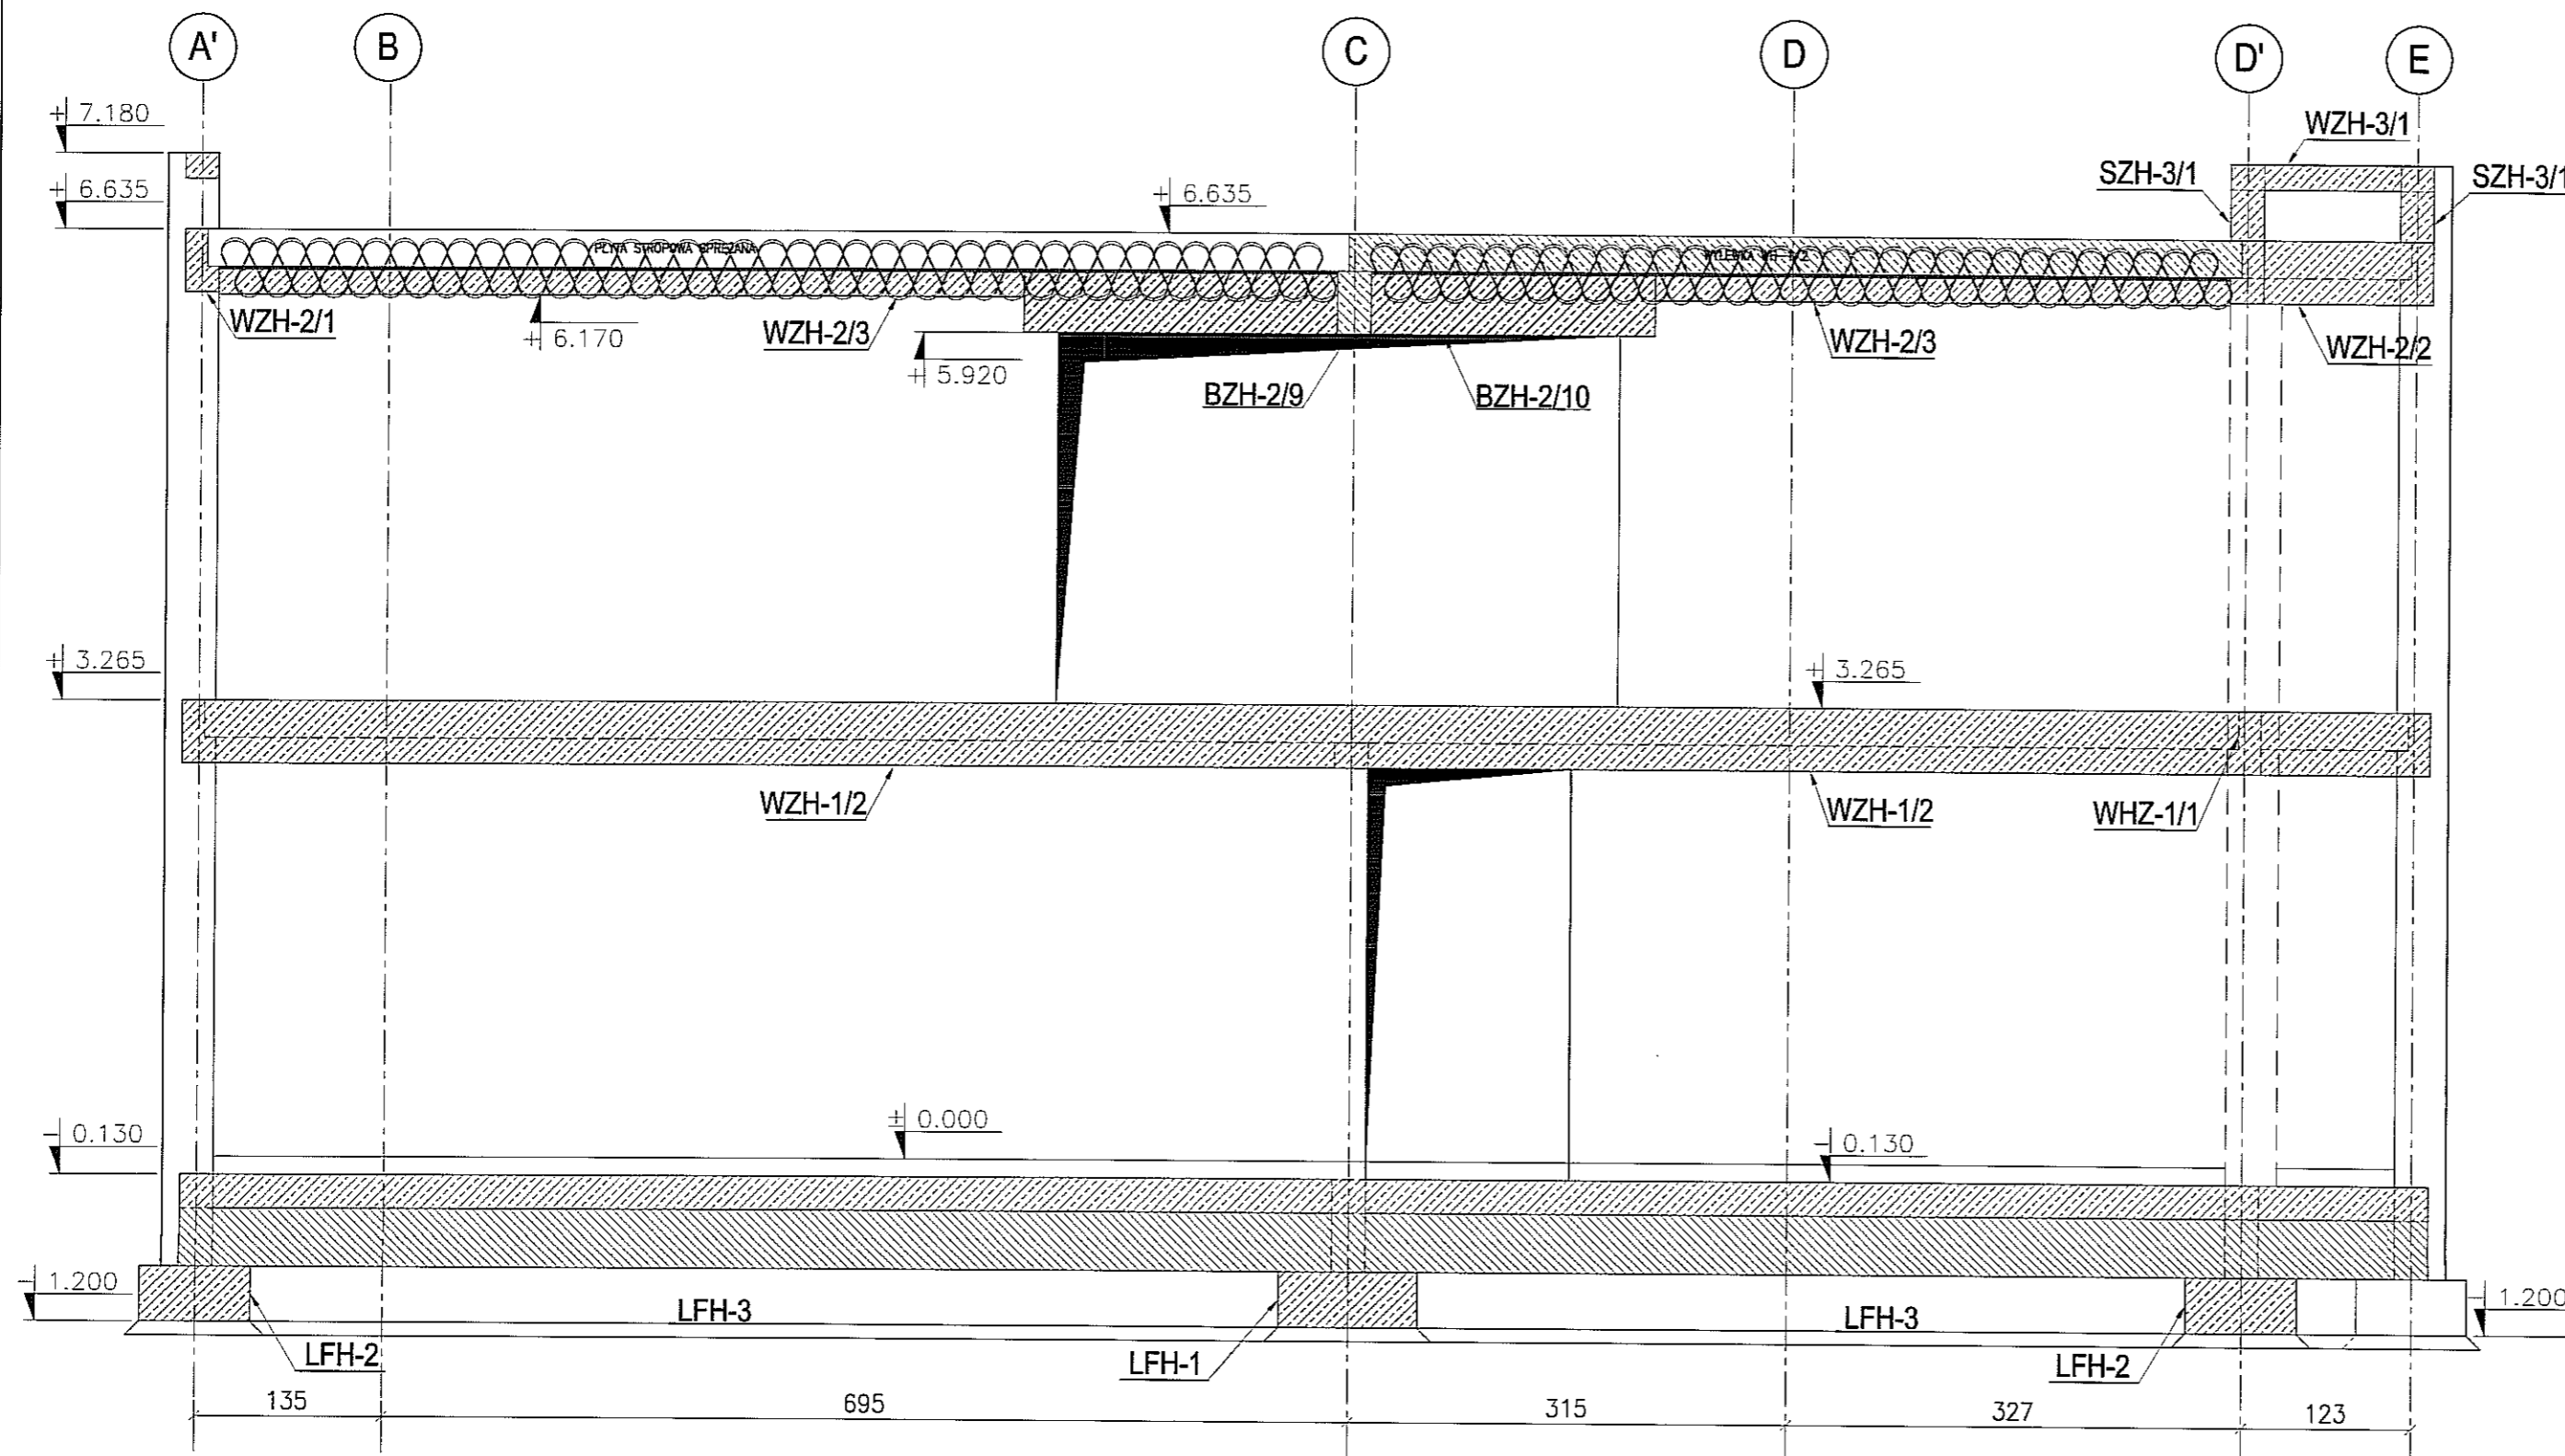 A' B C D D' E
+ 7.180
WZH-3/1
SZH-3/1
SZH-3/1
+ 6.635
+ 6.635
PŁYNA STROPOWA SPRĘŻANA
WZH-2/1
+ 6.170
WZH-2/3
+ 5.920
BZH-2/9
BZH-2/10
WZH-2/3
WZH-2/2
+ 3.265
+ 3.265
WZH-1/2
WZH-1/2
WHZ-1/1
- 0.130
± 0.000
- 0.130
- 1.200
LFH-3
LFH-3
- 1.200
LFH-2
LFH-1
LFH-2
135 695 315 327 123